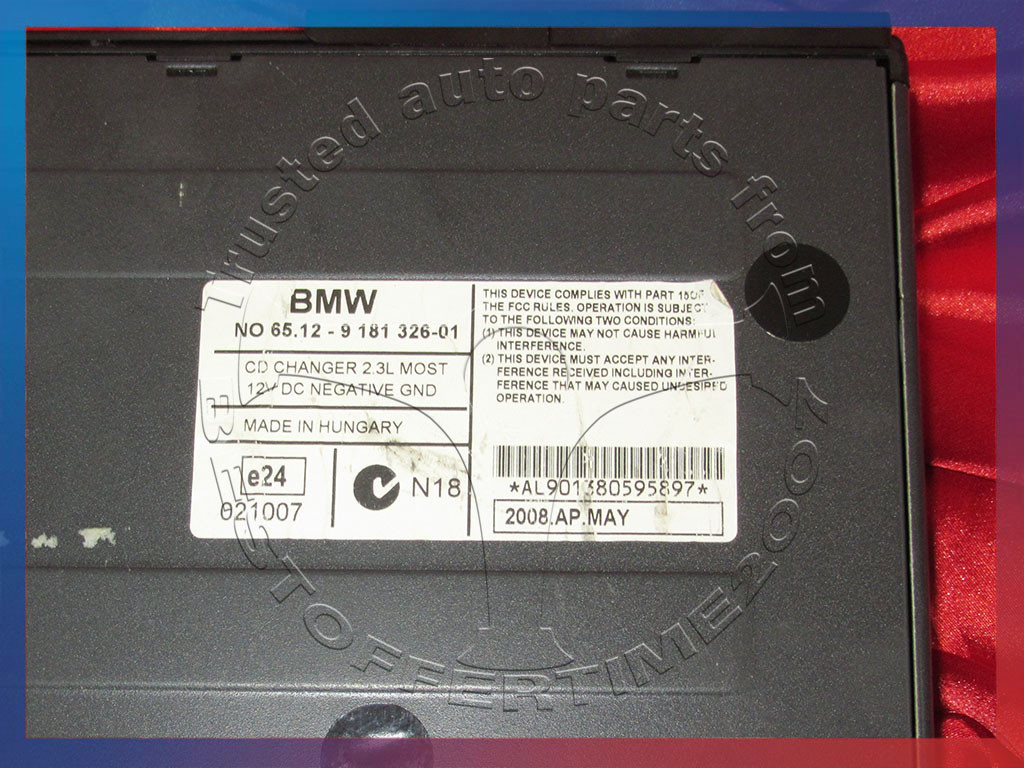 Trusted auto parts from
BESTOFFERTIME2007
BMW
NO 65.12 - 9 181 326-01
CD CHANGER 2.3L MOST
12V DC NEGATIVE GND
MADE IN HUNGARY
e24
021007
N18
THIS DEVICE COMPLIES WITH PART 15OF
THE FCC RULES. OPERATION IS SUBJECT
TO THE FOLLOWING TWO CONDITIONS:
(1) THIS DEVICE MAY NOT CAUSE HARMFUL
INTERFERENCE.
(2) THIS DEVICE MUST ACCEPT ANY INTER-
FERENCE RECEIVED INCLUDING INTER-
FERENCE THAT MAY CAUSED UNDESIRED
OPERATION.
*AL901380595897*
2008.AP.MAY